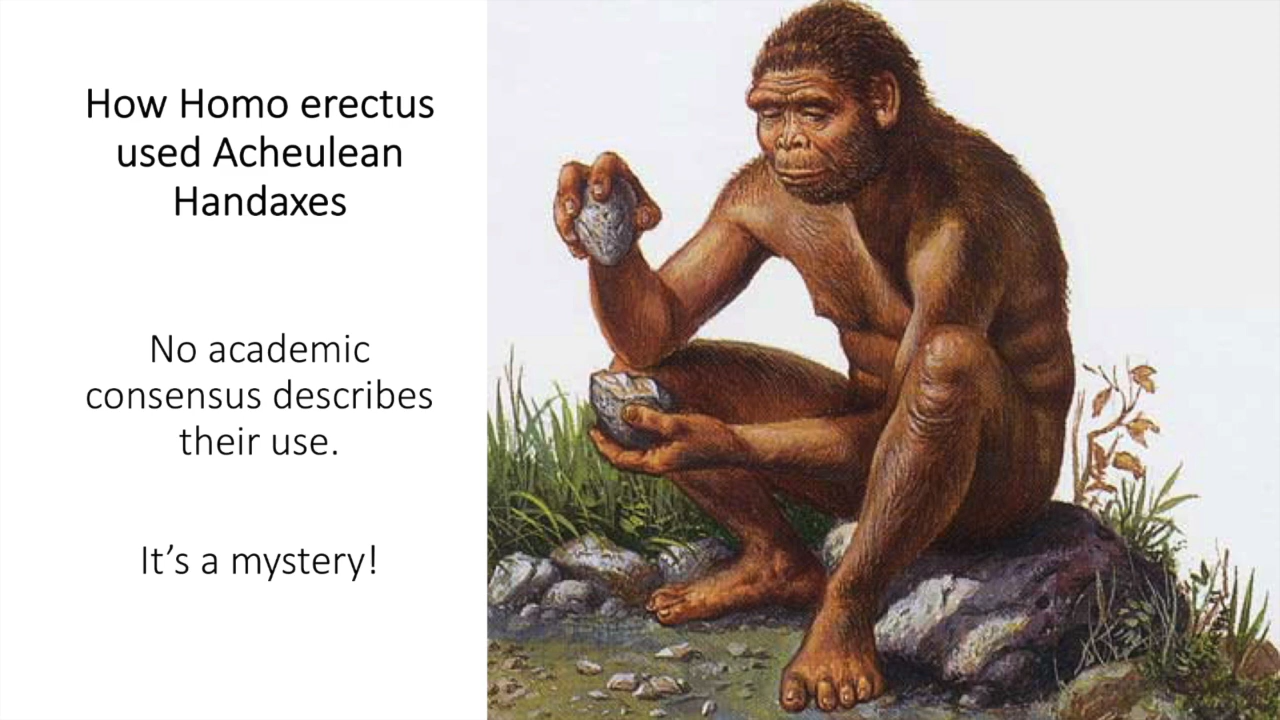 How Homo erectus
used Acheulean
Handaxes
No academic
consensus describes
their use.
It’s a mystery!